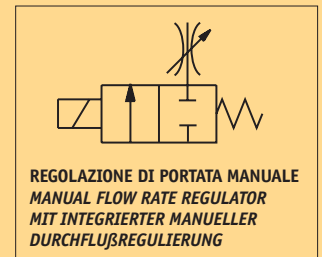 REGOLAZIONE DI PORTATA MANUALE
MANUAL FLOW RATE REGULATOR
MIT INTEGRIERTER MANUELLER
DURCHFLUßREGULIERUNG